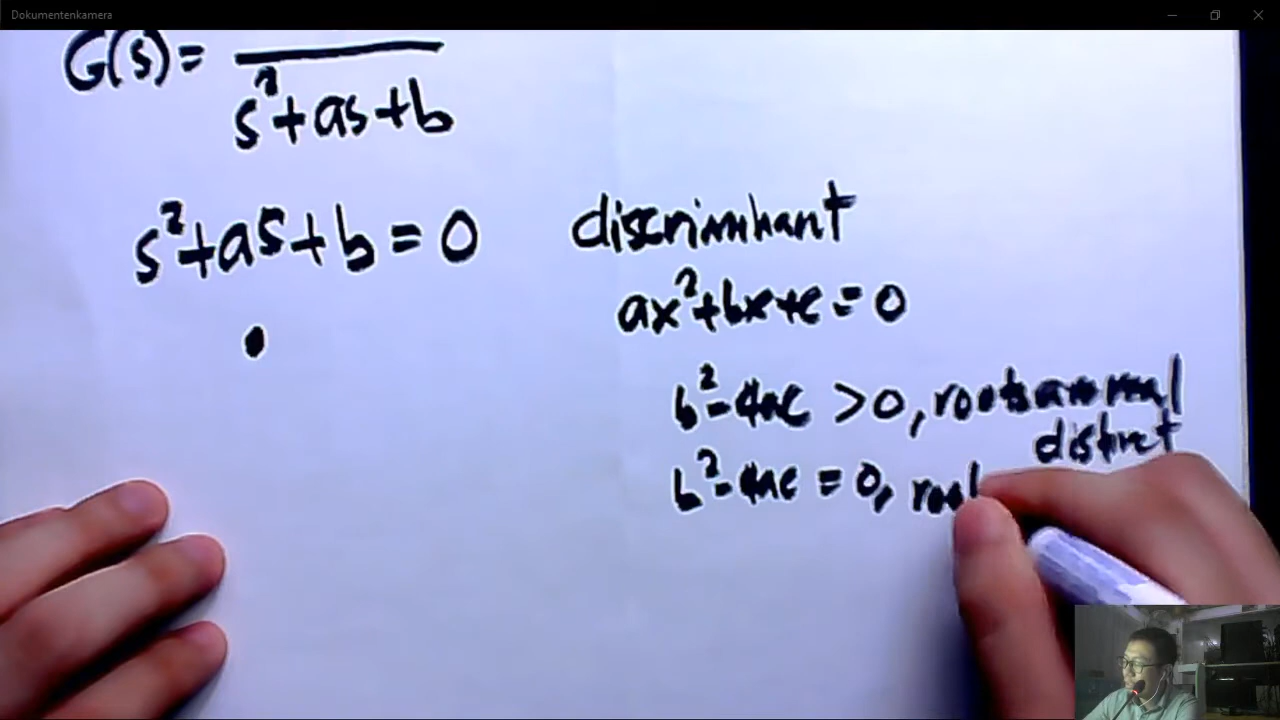 Dokumentenkamera
G(s) =
s²+as+b
s²+as+b=0
discriminant
ax²+bx+c=0
b²-4ac >0, roots are real
distinct
b²-4ac = 0,